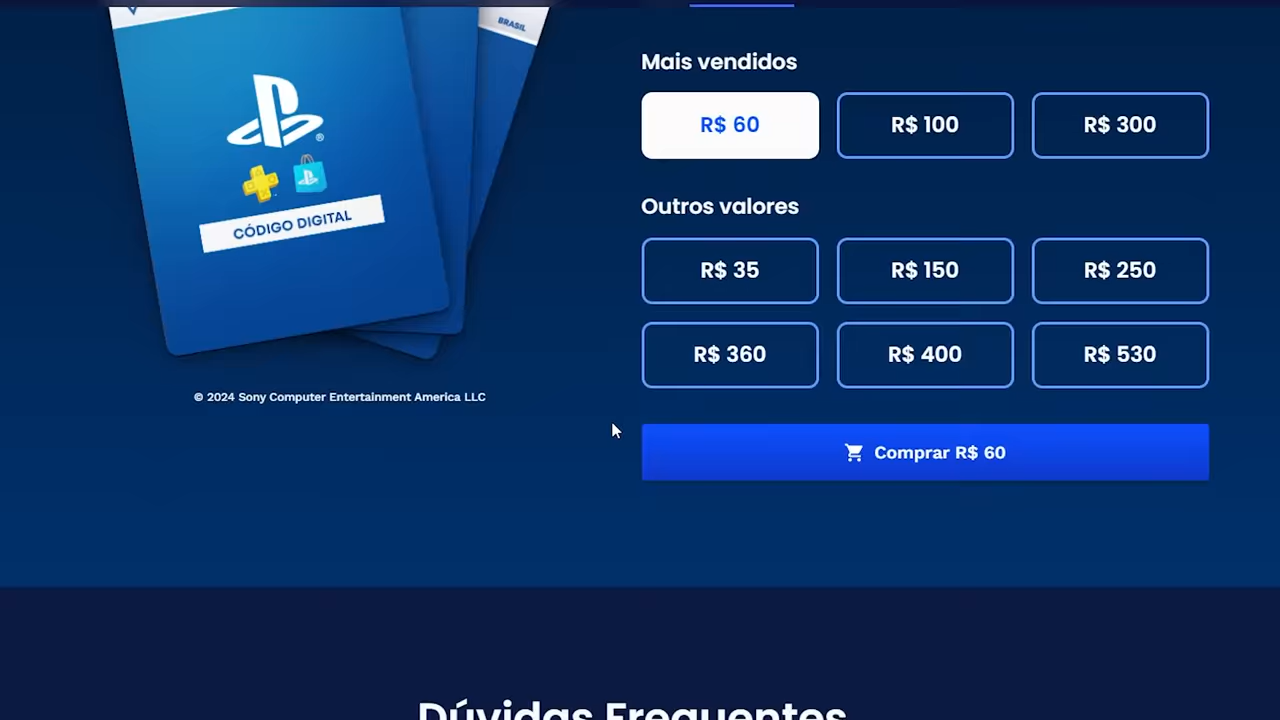 BRASIL
CÓDIGO DIGITAL
© 2024 Sony Computer Entertainment America LLC
Mais vendidos
R$ 60
R$ 100
R$ 300
Outros valores
R$ 35
R$ 150
R$ 250
R$ 360
R$ 400
R$ 530
Comprar R$ 60
Dúvidas Frequentes